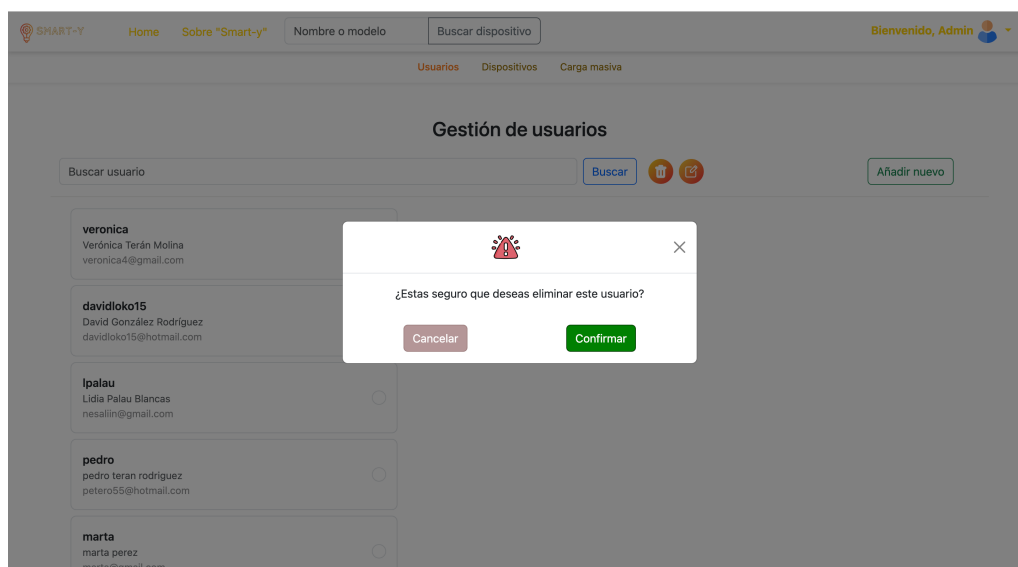 SMART-Y Home Sobre "Smart-y" Nombre o modelo Buscar dispositivo Bienvenido, Admin
Usuarios Dispositivos Carga masiva
Gestión de usuarios
Buscar usuario Buscar Añadir nuevo
veronica
Verónica Terán Molina
veronica4@gmail.com
¿Estas seguro que deseas eliminar este usuario?
Cancelar Confirmar
davidloko15
David González Rodríguez
davidloko15@hotmail.com
lpalau
Lidia Palau Blancas
nesaliin@gmail.com
pedro
pedro teran rodriguez
petero55@hotmail.com
marta
marta perez